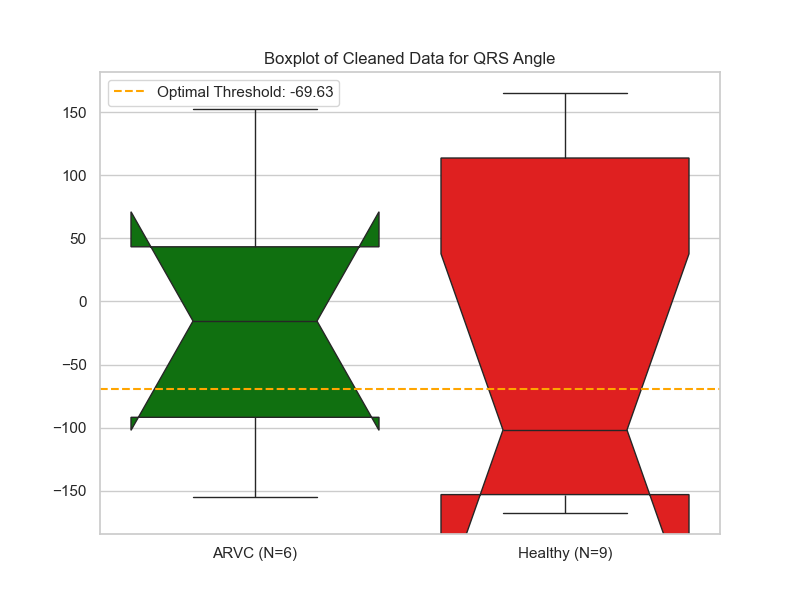 Boxplot of Cleaned Data for QRS Angle
Optimal Threshold: -69.63
150
100
50
0
−50
−100
−150
ARVC (N=6)
Healthy (N=9)